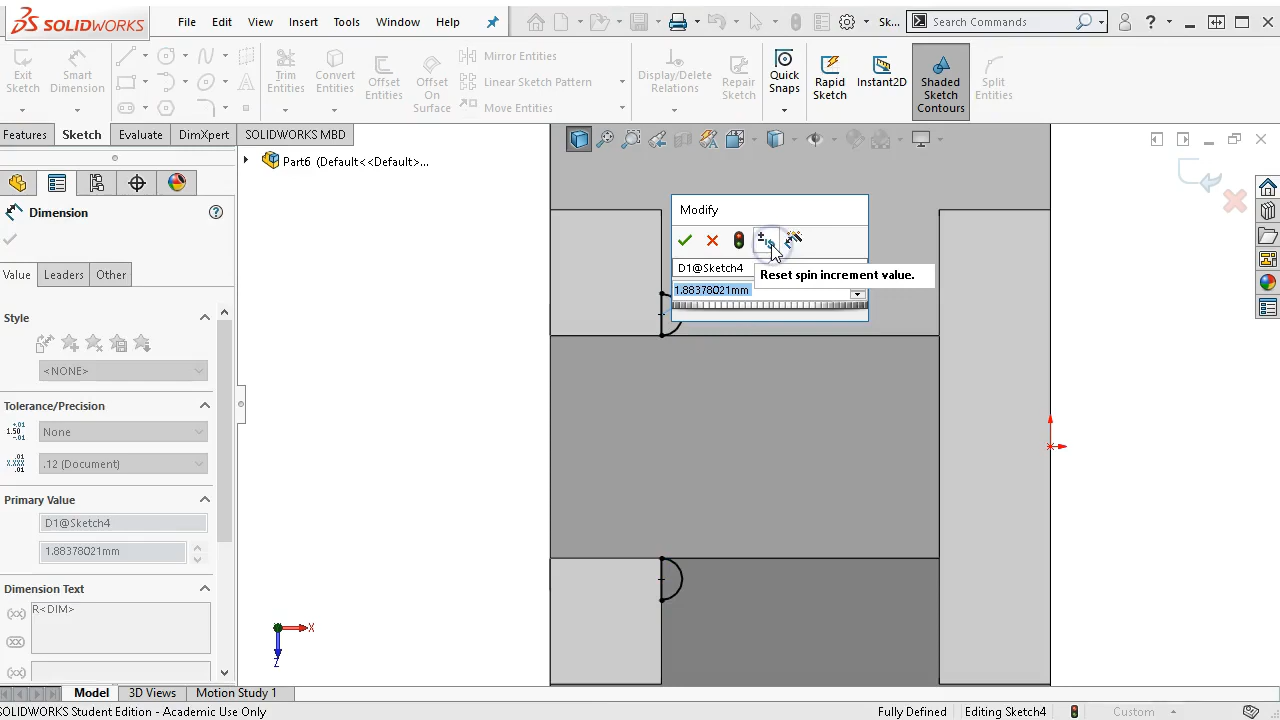 SOLIDWORKS
File Edit View Insert Tools Window Help
Sk...
Search Commands
Exit Sketch
Smart Dimension
Trim Entities
Convert Entities
Offset Entities
Offset On Surface
Mirror Entities
Linear Sketch Pattern
Move Entities
Display/Delete Relations
Repair Sketch
Quick Snaps
Rapid Sketch
Instant2D
Shaded Sketch Contours
Split Entities
Features Sketch Evaluate DimXpert SOLIDWORKS MBD
Part6 (Default<<Default>...
Dimension
Value Leaders Other
Style
<NONE>
Tolerance/Precision
None
.12 (Document)
Primary Value
D1@Sketch4
1.88378021mm
Dimension Text
R<DIM>
Modify
D1@Sketch4
Reset spin increment value.
1.88378021mm
X
Z
Model 3D Views Motion Study 1
SOLIDWORKS Student Edition - Academic Use Only
Fully Defined Editing Sketch4 Custom